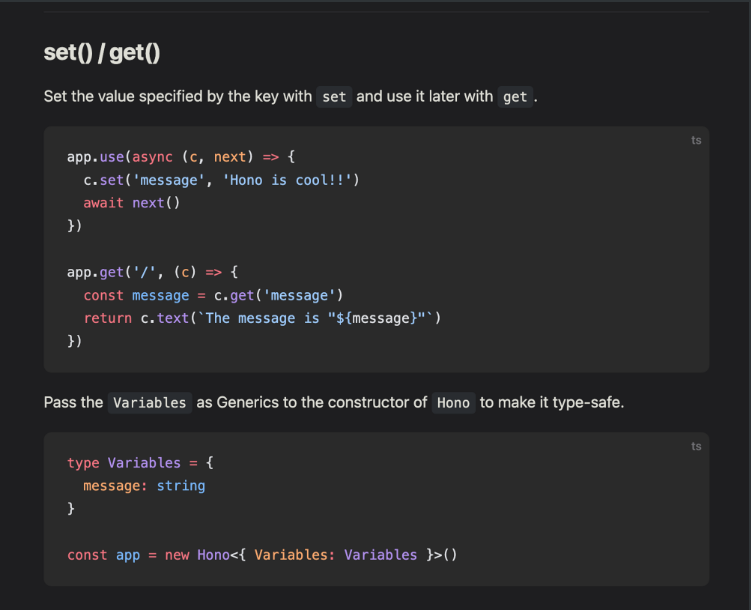 set() / get()
Set the value specified by the key with set and use it later with get.
ts
app.use(async (c, next) => {
  c.set('message', 'Hono is cool!!')
  await next()
})

app.get('/', (c) => {
  const message = c.get('message')
  return c.text(`The message is "${message}"`)
})
Pass the Variables as Generics to the constructor of Hono to make it type-safe.
ts
type Variables = {
  message: string
}

const app = new Hono<{ Variables: Variables }>()